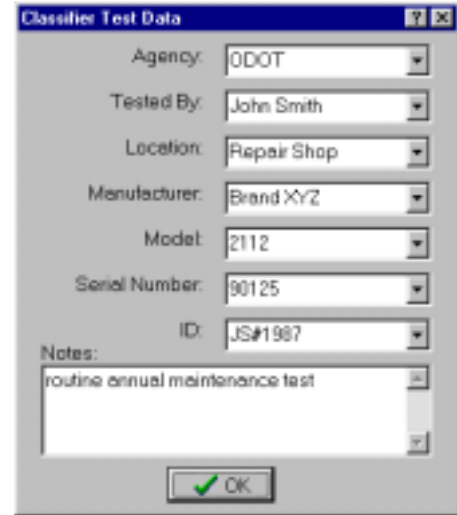 Classifier Test Data
Agency: ODOT
Tested By: John Smith
Location: Repair Shop
Manufacturer: Brand XYZ
Model: 2112
Serial Number: 90125
ID: JS#1987
Notes:
routine annual maintenance test
OK